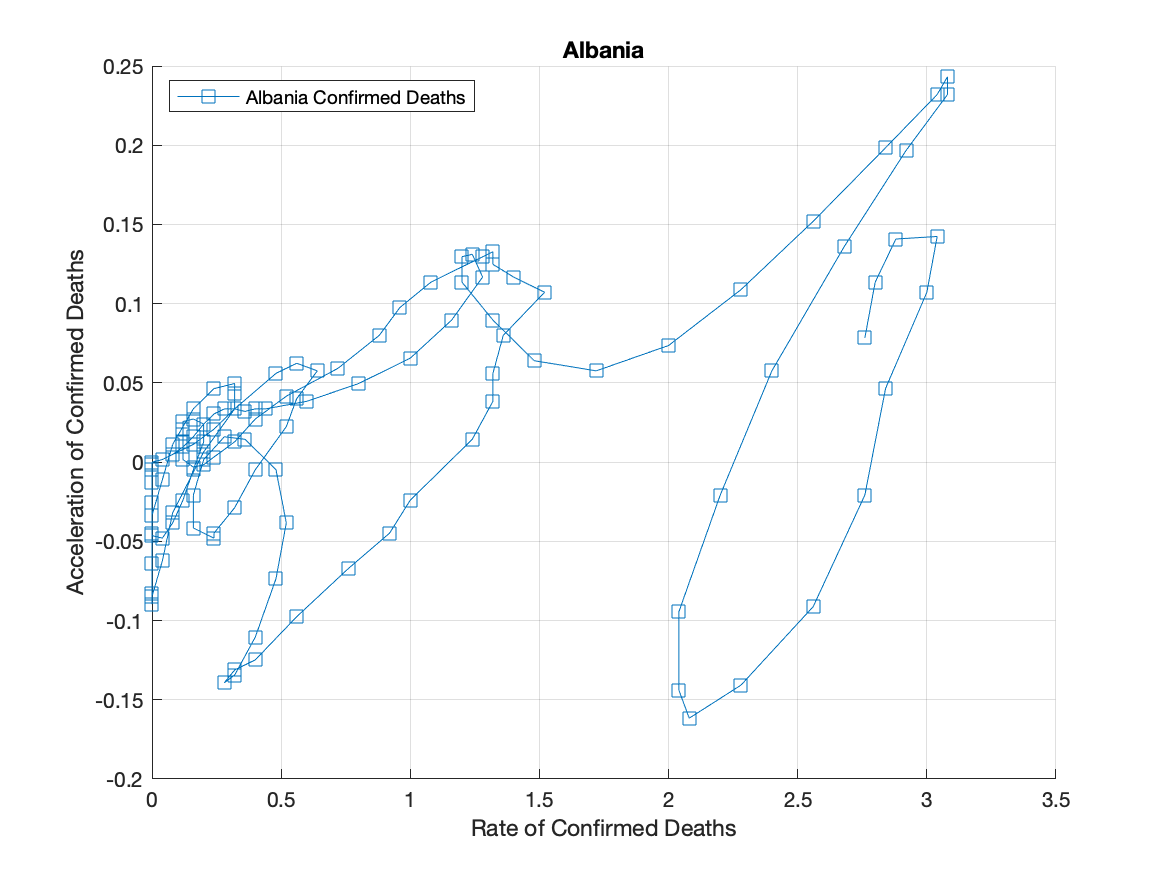 Albania
Albania Confirmed Deaths
Acceleration of Confirmed Deaths
0.25
0.2
0.15
0.1
0.05
0
-0.05
-0.1
-0.15
-0.2
0 0.5 1 1.5 2 2.5 3 3.5
Rate of Confirmed Deaths